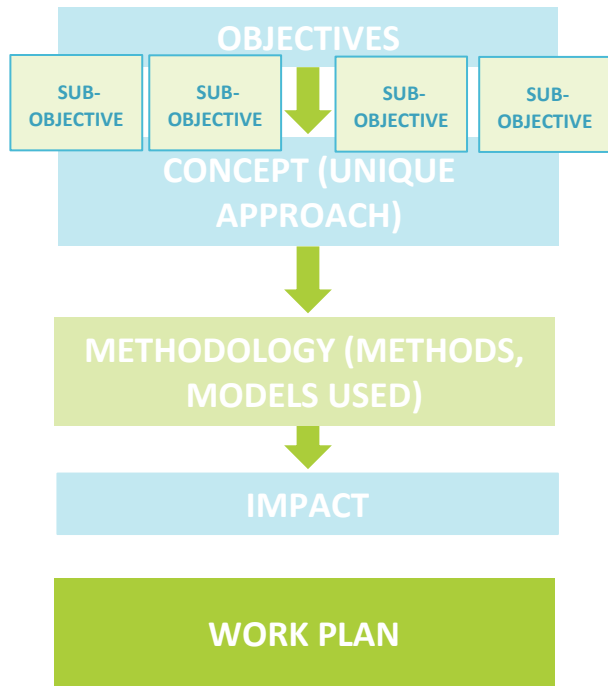 OBJECTIVES
SUB-
OBJECTIVE
SUB-
OBJECTIVE
SUB-
OBJECTIVE
SUB-
OBJECTIVE
CONCEPT (UNIQUE
APPROACH)
METHODOLOGY (METHODS,
MODELS USED)
IMPACT
WORK PLAN